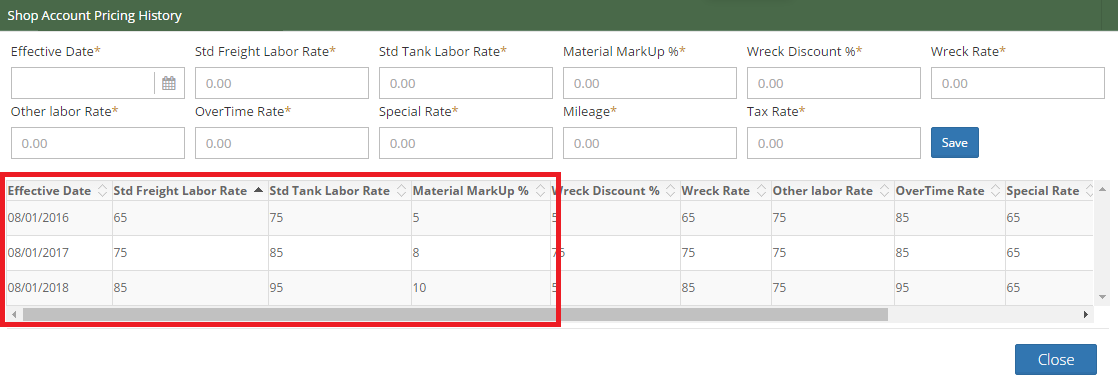 Shop Account Pricing History
Effective Date* Std Freight Labor Rate* Std Tank Labor Rate* Material MarkUp %* Wreck Discount %* Wreck Rate*
0.00 0.00 0.00 0.00 0.00
Other labor Rate* OverTime Rate* Special Rate* Mileage* Tax Rate*
0.00 0.00 0.00 0.00 0.00 Save
Effective Date Std Freight Labor Rate Std Tank Labor Rate Material MarkUp % Wreck Discount % Wreck Rate Other labor Rate OverTime Rate Special Rate
08/01/2016 65 75 5 65 75 85 65
08/01/2017 75 85 8 75 75 75 85 65
08/01/2018 85 95 10 85 75 95 65
Close